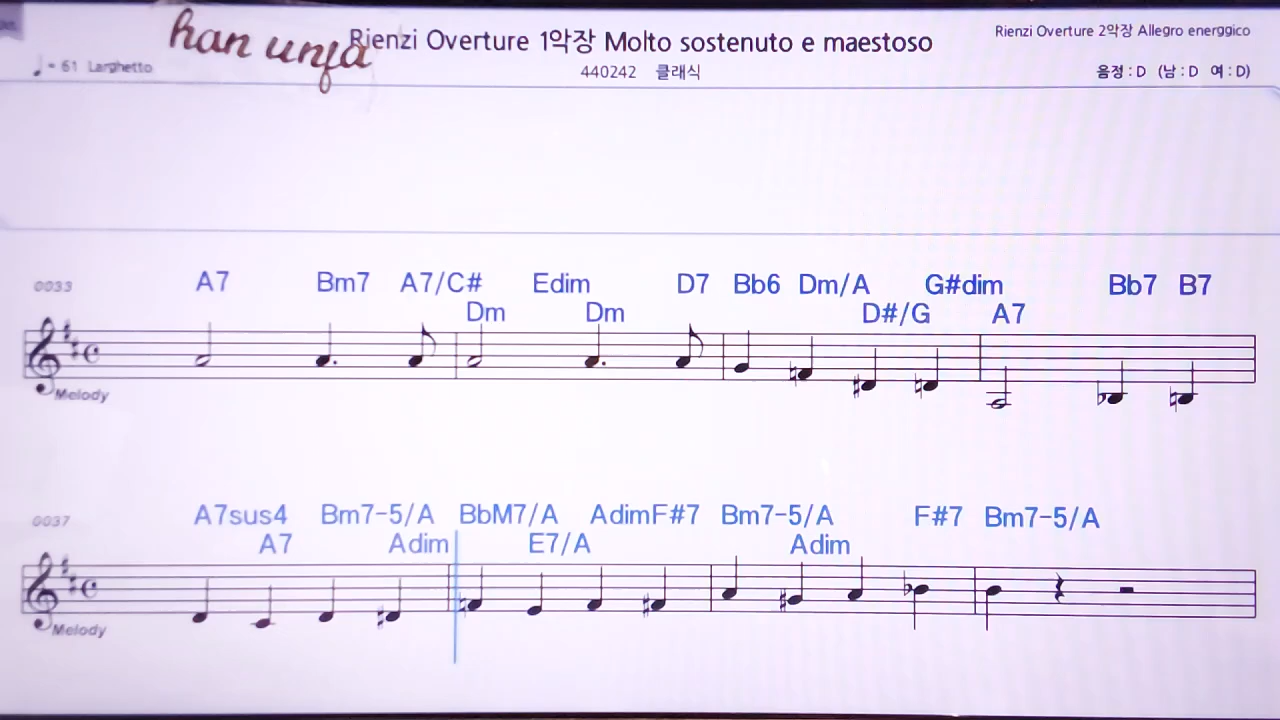 han unfa
Rienzi Overture 1악장 Molto sostenuto e maestoso
Rienzi Overture 2악장 Allegro energgico
♩= 61 Larghetto
440242 클래식
음정 : D (남 : D 여 : D)
0033
A7 Bm7 A7/C# Edim D7 Bb6 Dm/A G#dim Bb7 B7
Dm Dm D#/G A7
Melody
0037
A7sus4 Bm7-5/A BbM7/A AdimF#7 Bm7-5/A F#7 Bm7-5/A
A7 Adim E7/A Adim
Melody